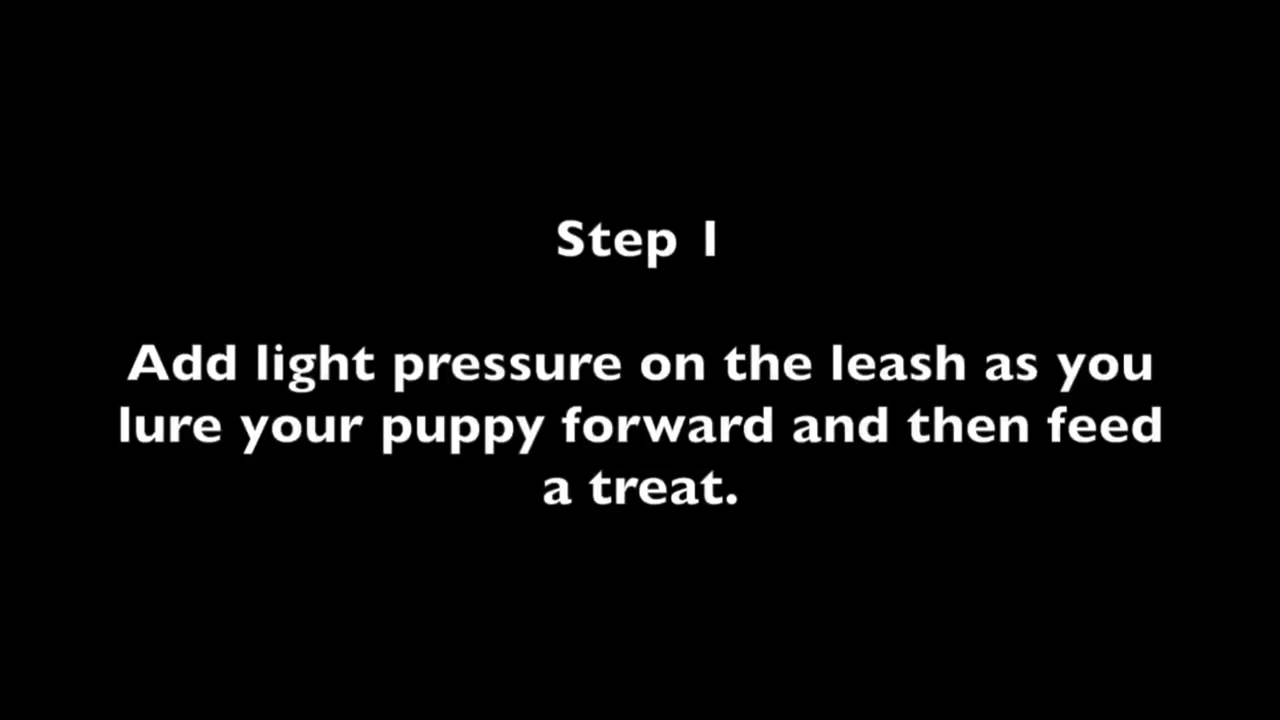 Step 1
Add light pressure on the leash as you
lure your puppy forward and then feed
a treat.